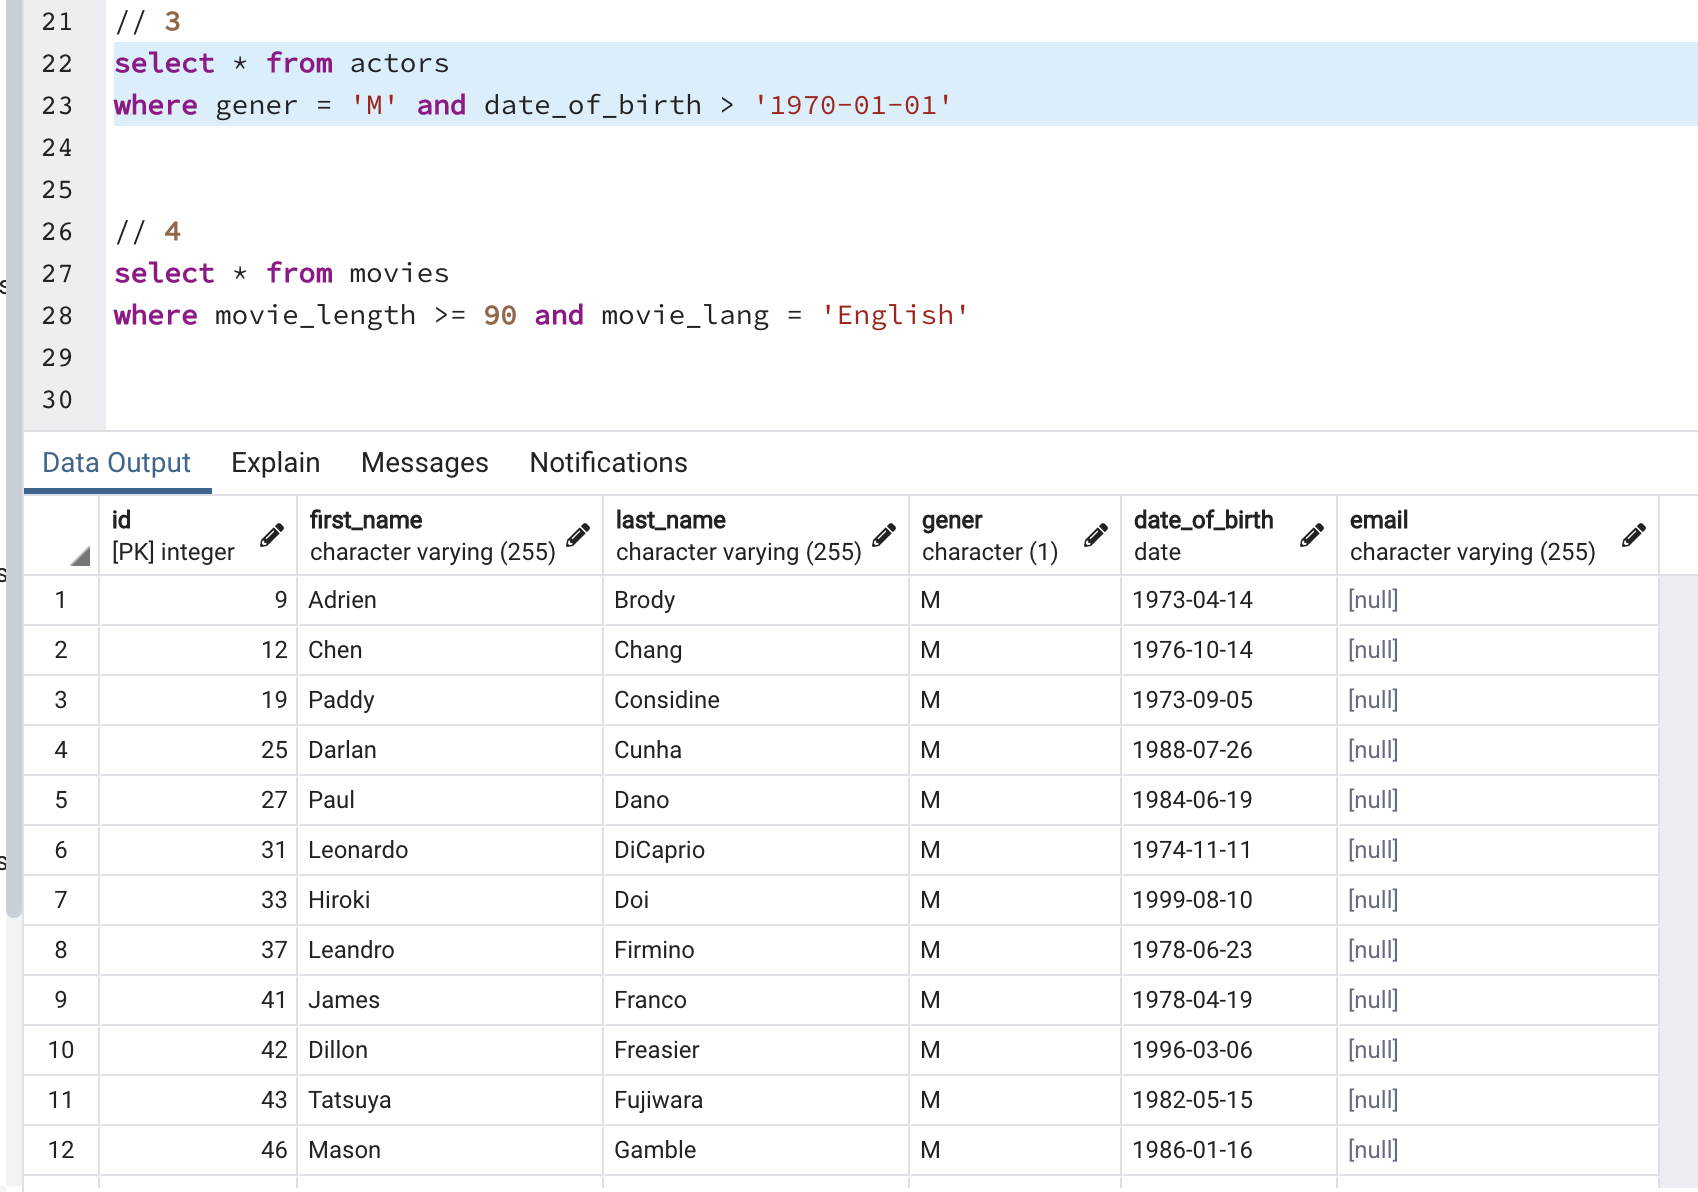 21 // 3
22 select * from actors
23 where gener = 'M' and date_of_birth > '1970-01-01'
24
25
26 // 4
27 select * from movies
28 where movie_length >= 90 and movie_lang = 'English'
29
30
Data Output Explain Messages Notifications
id first_name last_name gener date_of_birth email
[PK] integer character varying (255) character varying (255) character (1) date character varying (255)
1 9 Adrien Brody M 1973-04-14 [null]
2 12 Chen Chang M 1976-10-14 [null]
3 19 Paddy Considine M 1973-09-05 [null]
4 25 Darlan Cunha M 1988-07-26 [null]
5 27 Paul Dano M 1984-06-19 [null]
6 31 Leonardo DiCaprio M 1974-11-11 [null]
7 33 Hiroki Doi M 1999-08-10 [null]
8 37 Leandro Firmino M 1978-06-23 [null]
9 41 James Franco M 1978-04-19 [null]
10 42 Dillon Freasier M 1996-03-06 [null]
11 43 Tatsuya Fujiwara M 1982-05-15 [null]
12 46 Mason Gamble M 1986-01-16 [null]